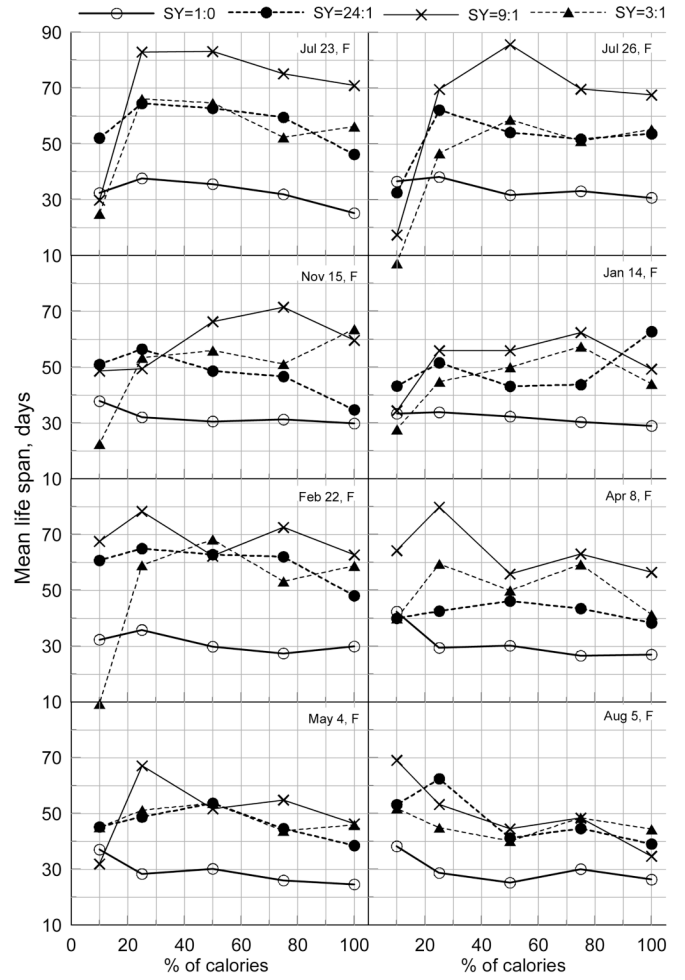 SY=1:0 SY=24:1 SY=9:1 SY=3:1
90
Jul 23, F Jul 26, F
70
50
30
10
Nov 15, F Jan 14, F
70
50
30
10
Feb 22, F Apr 8, F
70
50
30
10
May 4, F Aug 5, F
70
50
30
10
0 20 40 60 80 100 20 40 60 80 100
% of calories % of calories
Mean life span, days